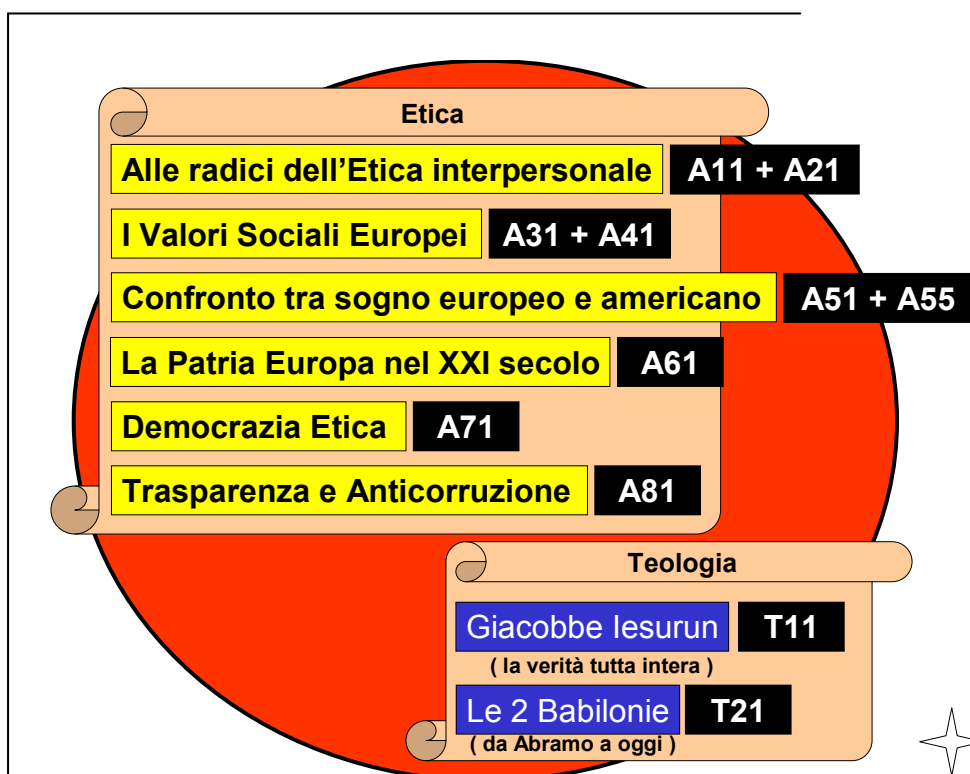 Etica
Alle radici dell’Etica interpersonale A11 + A21
I Valori Sociali Europei A31 + A41
Confronto tra sogno europeo e americano A51 + A55
La Patria Europa nel XXI secolo A61
Democrazia Etica A71
Trasparenza e Anticorruzione A81
Teologia
Giacobbe Iesurun T11
( la verità tutta intera )
Le 2 Babilonie T21
( da Abramo a oggi )